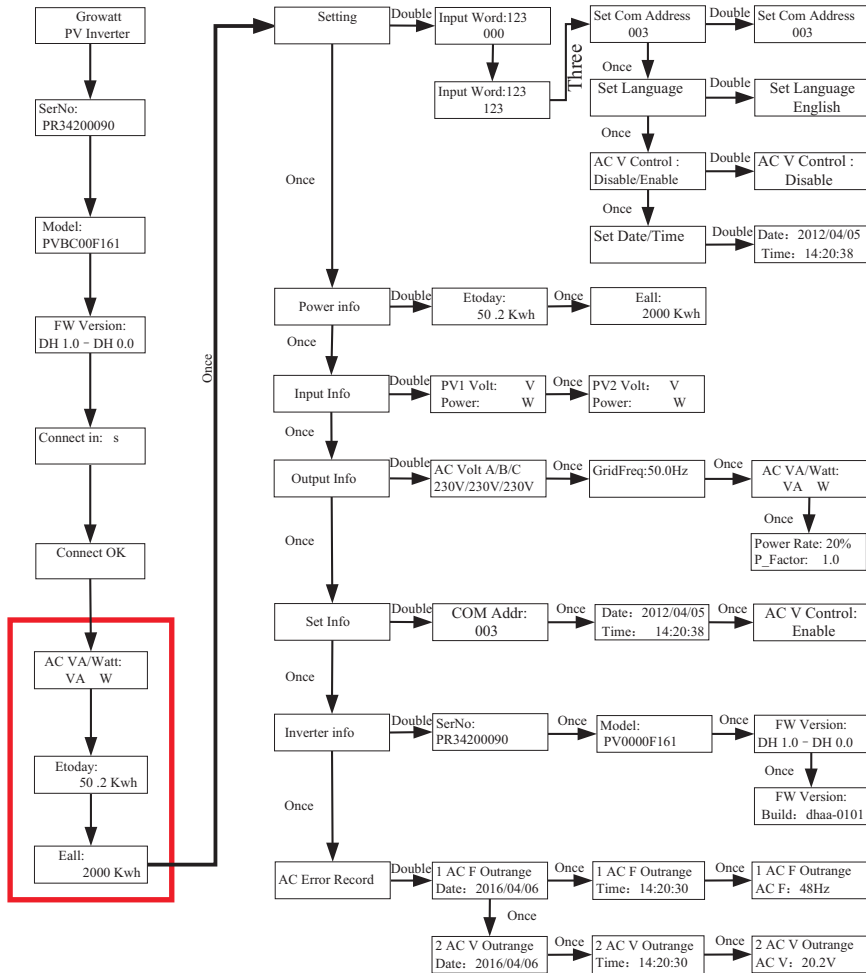 Growatt
PV Inverter
SerNo:
PR34200090
Model:
PVBC00F161
FW Version:
DH 1.0 - DH 0.0
Connect in: s
Connect OK
AC VA/Watt:
VA W
Etoday:
50 .2 Kwh
Eall:
2000 Kwh
Once
Setting
Double
Input Word:123
000
Input Word:123
123
Three
Set Com Address
003
Double
Set Com Address
003
Once
Set Language
Double
Set Language
English
Once
AC V Control :
Disable/Enable
Double
AC V Control :
Disable
Once
Set Date/Time
Double
Date: 2012/04/05
Time: 14:20:38
Once
Power info
Double
Etoday:
50 .2 Kwh
Once
Eall:
2000 Kwh
Once
Input Info
Double
PV1 Volt: V
Power: W
Once
PV2 Volt: V
Power: W
Once
Output Info
Double
AC Volt A/B/C
230V/230V/230V
Once
GridFreq:50.0Hz
Once
AC VA/Watt:
VA W
Once
Power Rate: 20%
P_Factor: 1.0
Once
Set Info
Double
COM Addr:
003
Once
Date: 2012/04/05
Time: 14:20:38
Once
AC V Control:
Enable
Once
Inverter info
Double
SerNo:
PR34200090
Once
Model:
PV0000F161
Once
FW Version:
DH 1.0 - DH 0.0
Once
FW Version:
Build: dhaa-0101
Once
AC Error Record
Double
1 AC F Outrange
Date: 2016/04/06
Once
1 AC F Outrange
Time: 14:20:30
Once
1 AC F Outrange
AC F: 48Hz
Once
2 AC V Outrange
Date: 2016/04/06
Once
2 AC V Outrange
Time: 14:20:30
Once
2 AC V Outrange
AC V: 20.2V